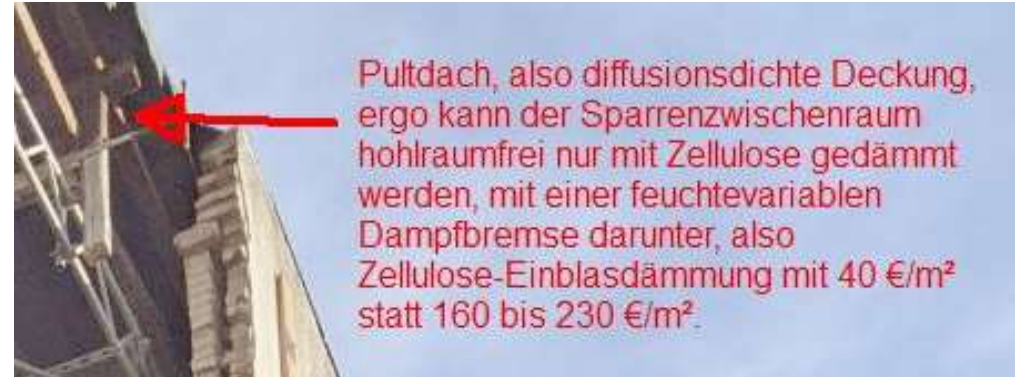 Pultdach, also diffusionsdichte Deckung,
ergo kann der Sparrenzwischenraum
hohlraumfrei nur mit Zellulose gedämmt
werden, mit einer feuchtevariablen
Dampfbremse darunter, also
Zellulose-Einblasdämmung mit 40 €/m²
statt 160 bis 230 €/m².